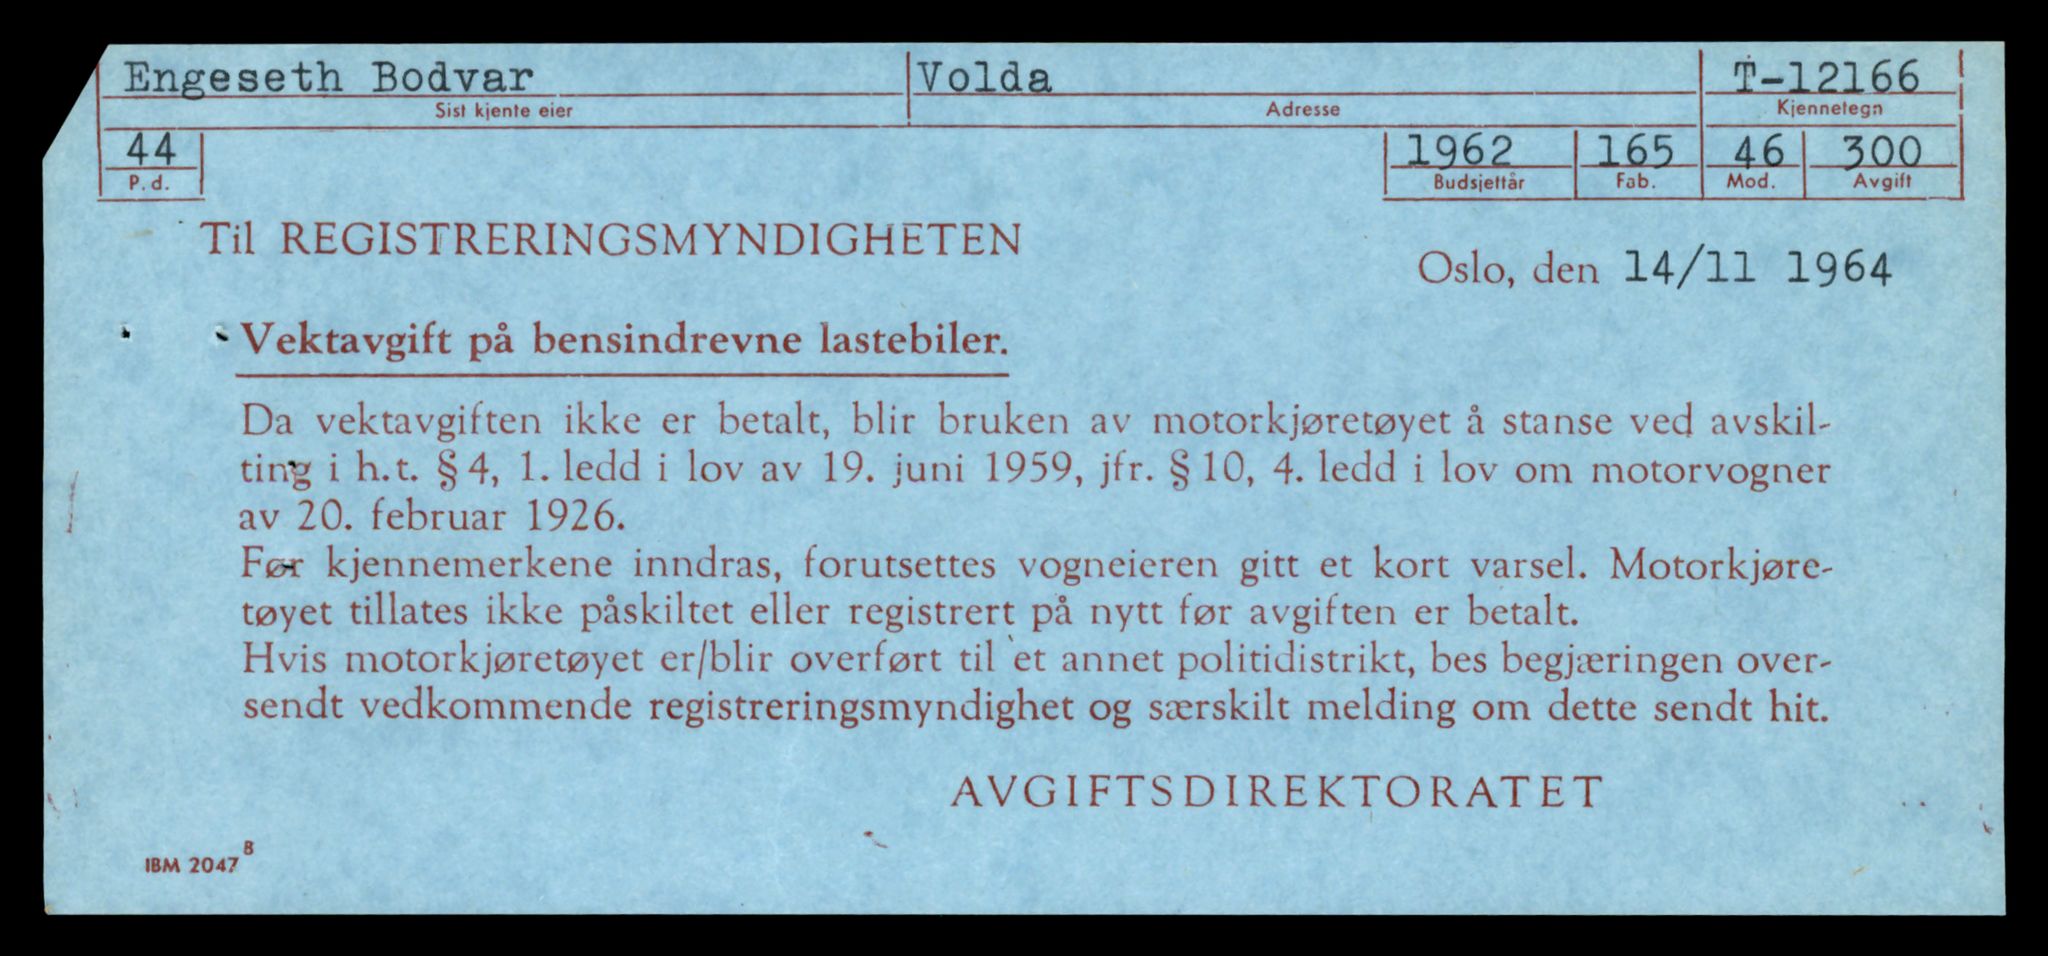 Engeseth Bodvar Volda T-12166
Sist kjente eier Adresse Kjennetegn
44 1962 165 46 300
P. d. Budsjettår Fab. Mod. Avgift
Til REGISTRERINGSMYNDIGHETEN
Oslo, den 14/11 1964
Vektavgift på bensindrevne lastebiler.
Da vektavgiften ikke er betalt, blir bruken av motorkjøretøyet å stanse ved avskil-
ting i h.t. § 4, 1. ledd i lov av 19. juni 1959, jfr. § 10, 4. ledd i lov om motorvogner
av 20. februar 1926.
Før kjennemerkene inndras, forutsettes vogneieren gitt et kort varsel. Motorkjøre-
tøyet tillates ikke påskiltet eller registrert på nytt før avgiften er betalt.
Hvis motorkjøretøyet er/blir overført til et annet politidistrikt, bes begjæringen over-
sendt vedkommende registreringsmyndighet og særskilt melding om dette sendt hit.
AVGIFTSDIREKTORATET
IBM 2047 B